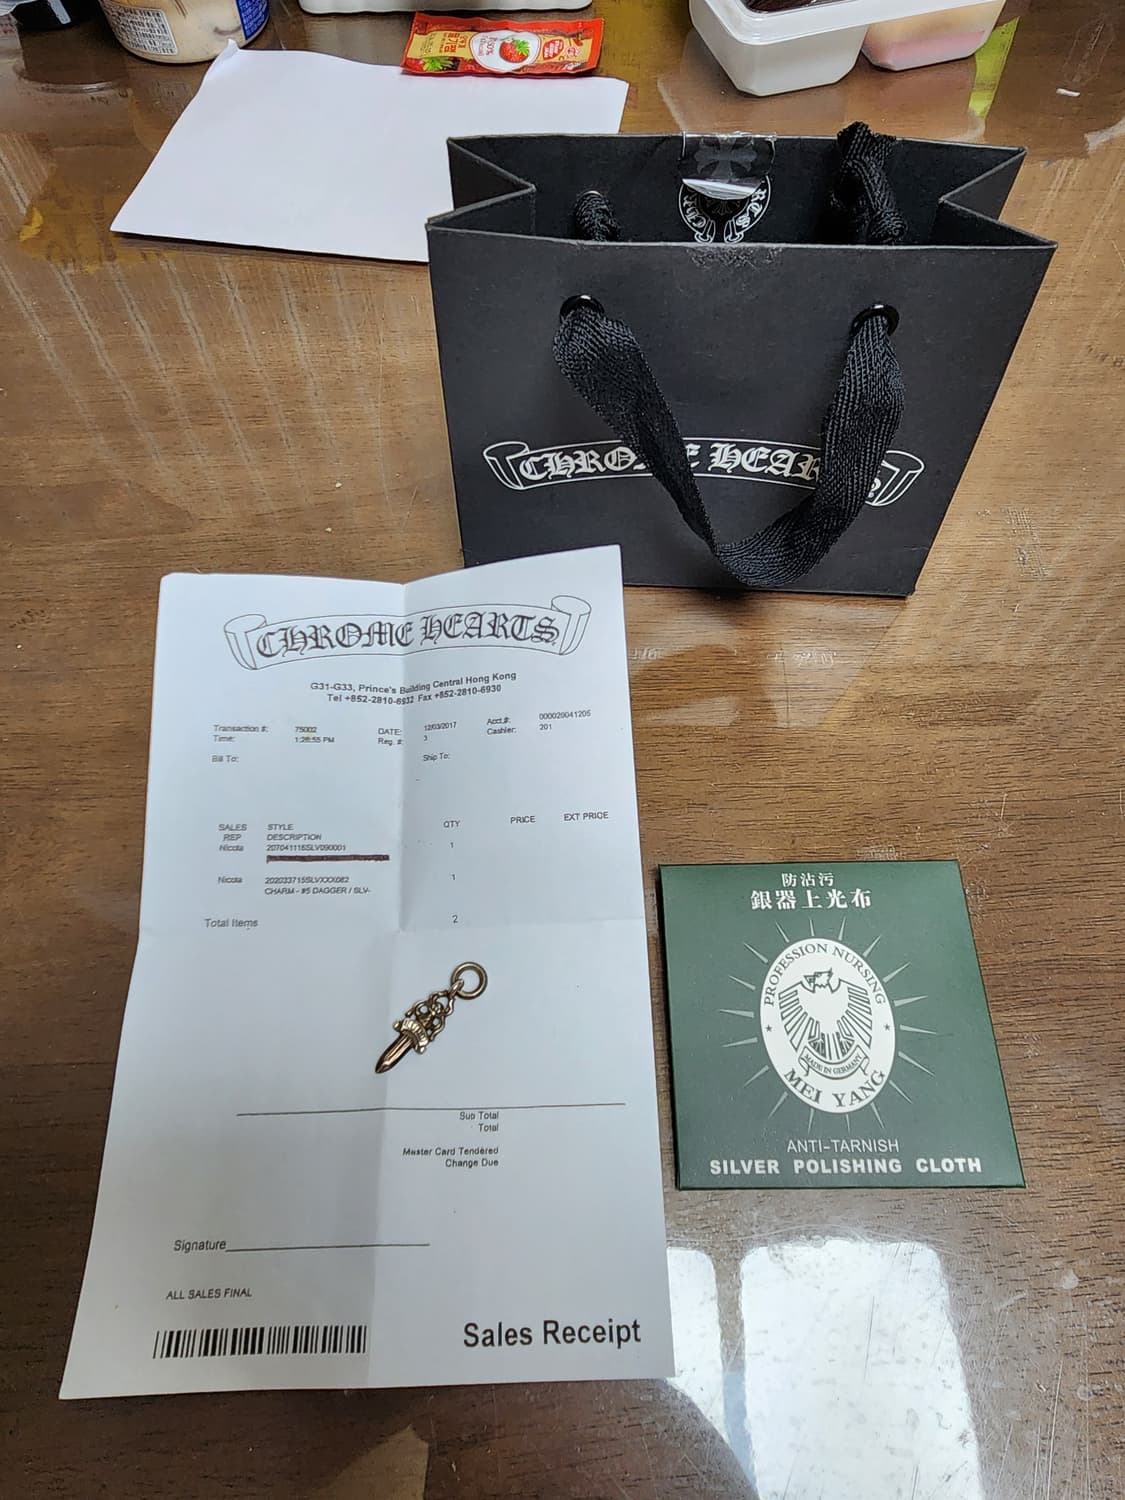 CHROME HEARTS
CHROME HEARTS
G31-G33, Prince's Building Central Hong Kong
Tel +852-2810-6932 Fax +852-2810-6930
Transaction #: 75002 DATE: 12/03/2017 Acct.#: 000020041205
Time: 1:28:55 PM Reg. #: 3 Cashier: 201
Bill To: Ship To:
SALES REP STYLE DESCRIPTION QTY PRICE EXT PRICE
Nicola 207041116SLV090001 1
Nicola 202033715SLVXXX082 1
CHARM - #5 DAGGER / SLV-
Total Items 2
Sub Total
Total
Master Card Tendered
Change Due
Signature
ALL SALES FINAL
Sales Receipt
防沾污
銀器上光布
PROFESSION NURSING
MADE IN GERMANY
MEI YANG
ANTI-TARNISH
SILVER POLISHING CLOTH